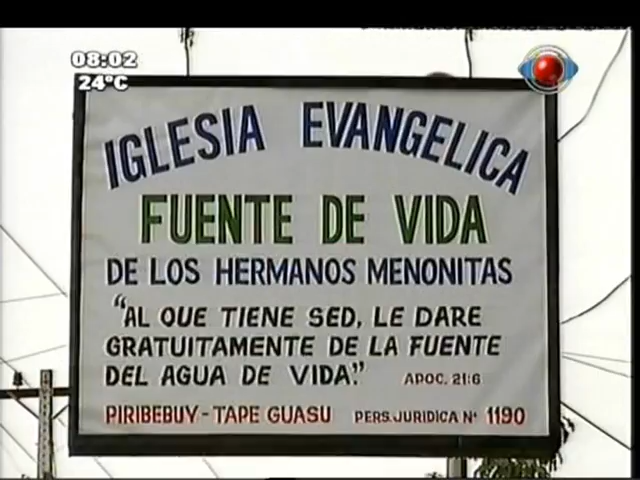 08:02
24°C
IGLESIA EVANGELICA
FUENTE DE VIDA
DE LOS HERMANOS MENONITAS
"AL QUE TIENE SED, LE DARE
GRATUITAMENTE DE LA FUENTE
DEL AGUA DE VIDA."  APOC. 21:6
PIRIBEBUY - TAPE GUASU  PERS. JURIDICA Nº 1190